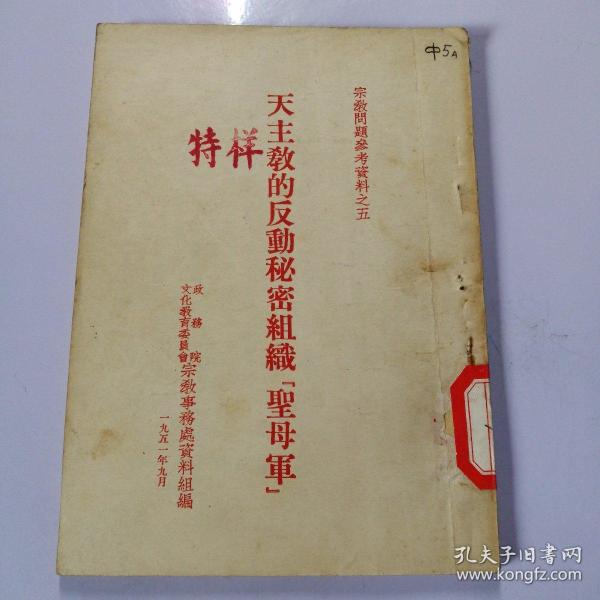 中5A
宗教問題參考資料之五
天主教的反動秘密組織「聖母軍」
特样
政務院
文化教育委員會
宗教事務處資料組編
一九五一年九月
孔夫子旧书网
www.kongfz.com